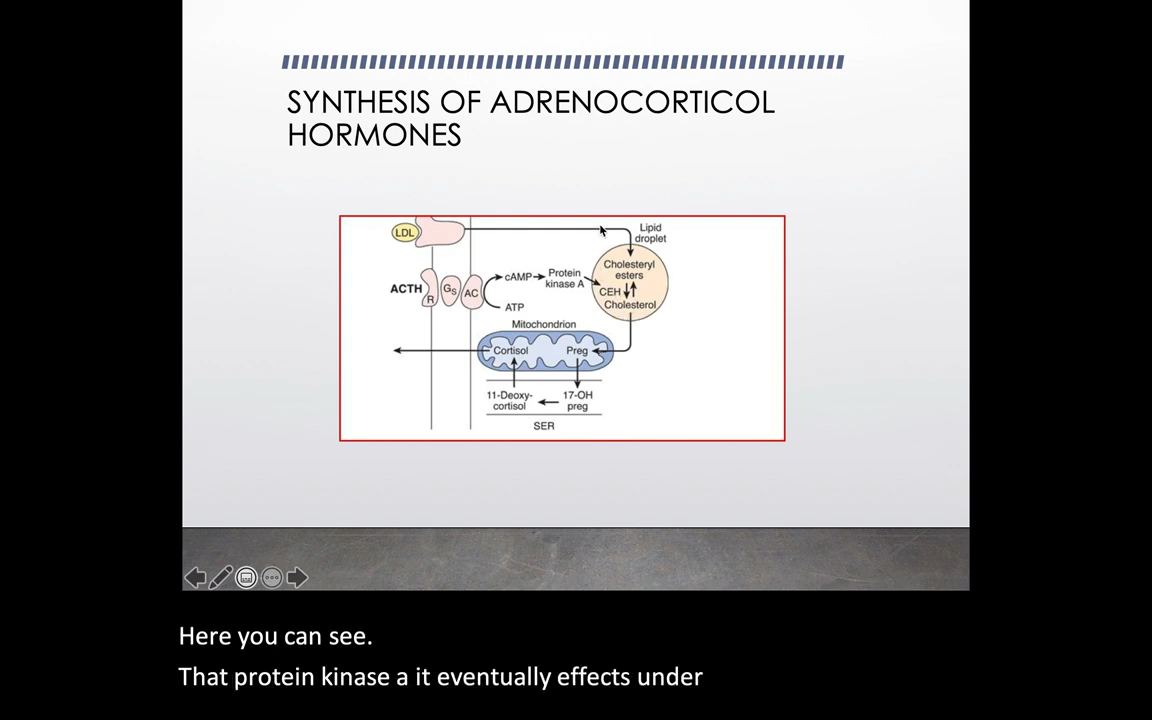 SYNTHESIS OF ADRENOCORTICOL
HORMONES
LDL
Lipid
droplet
Cholesteryl
esters
CEH
Cholesterol
ACTH
R
Gs
AC
cAMP
Protein
kinase A
ATP
Mitochondrion
Cortisol
Preg
11-Deoxy-
cortisol
17-OH
preg
SER
Here you can see.
That protein kinase a it eventually effects under